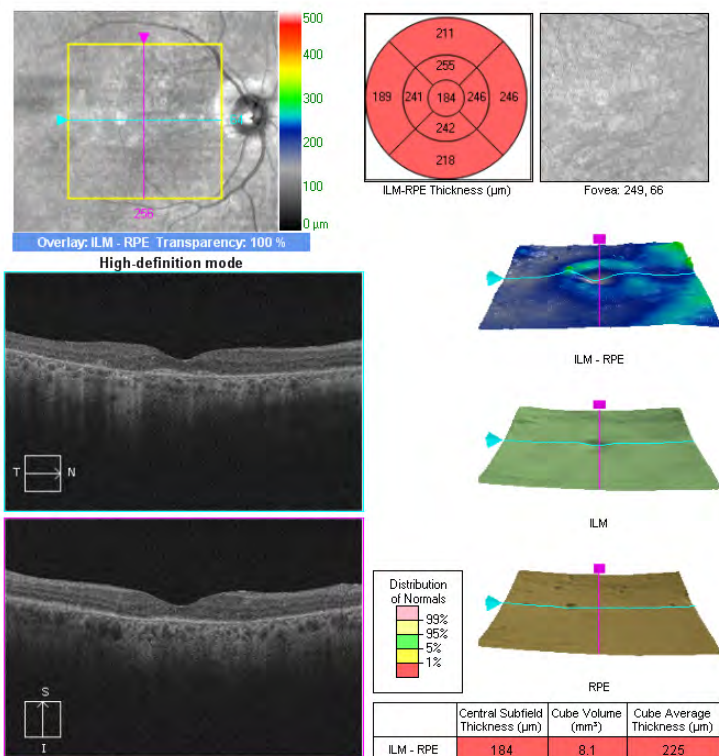 500
400
300
200
100
0 µm
256
Overlay: ILM - RPE Transparency: 100 %
High-definition mode
211
255
189 241 184 246 246
242
218
ILM-RPE Thickness (µm)
Fovea: 249, 66
ILM - RPE
ILM
RPE
T N
S
I
Distribution
of Normals
99%
95%
5%
1%
Central Subfield
Thickness (µm)
Cube Volume
(mm³)
Cube Average
Thickness (µm)
ILM - RPE 184 8.1 225